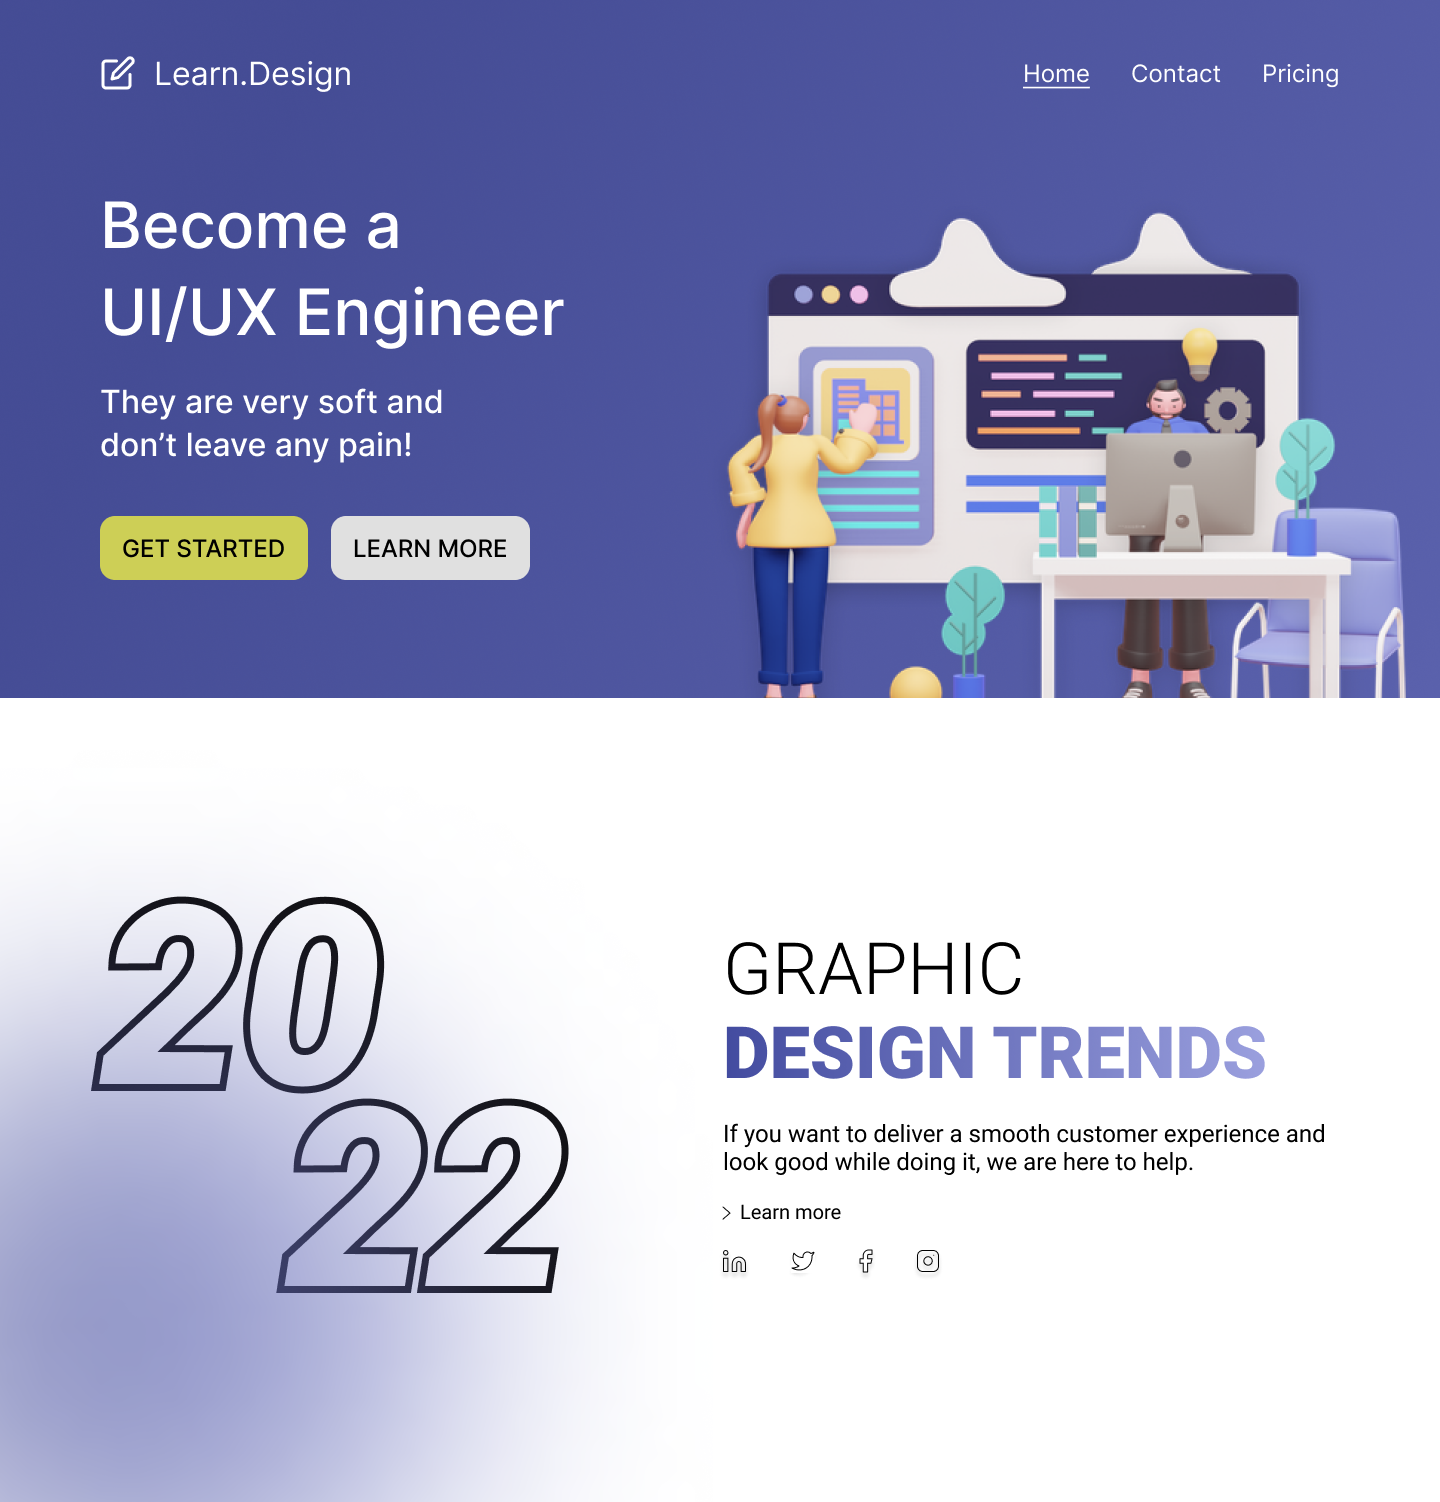 Learn.Design
Home
Contact
Pricing
Become a
UI/UX Engineer
They are very soft and
don’t leave any pain!
GET STARTED
LEARN MORE
20
22
GRAPHIC
DESIGN TRENDS
If you want to deliver a smooth customer experience and
look good while doing it, we are here to help.
Learn more